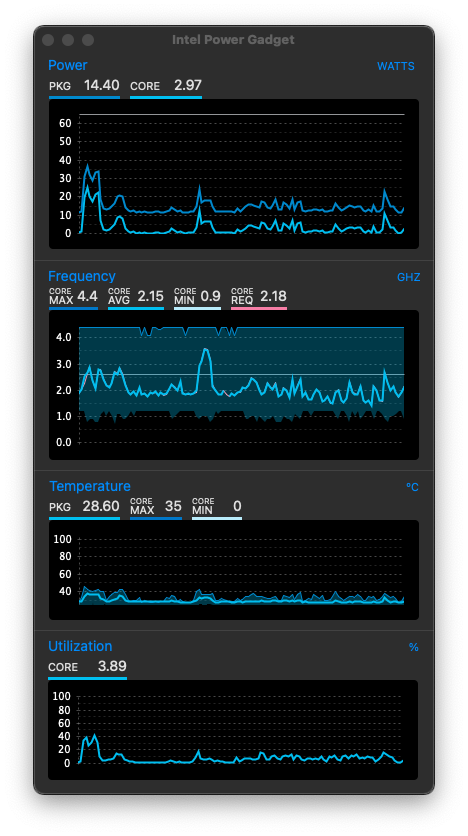 Intel Power Gadget
Power WATTS
PKG 14.40 CORE 2.97
60
50
40
30
20
10
0
Frequency GHZ
CORE MAX 4.4 CORE AVG 2.15 CORE MIN 0.9 CORE REQ 2.18
4.0
3.0
2.0
1.0
0.0
Temperature °C
PKG 28.60 CORE MAX 35 CORE MIN 0
100
80
60
40
Utilization %
CORE 3.89
100
80
60
40
20
0